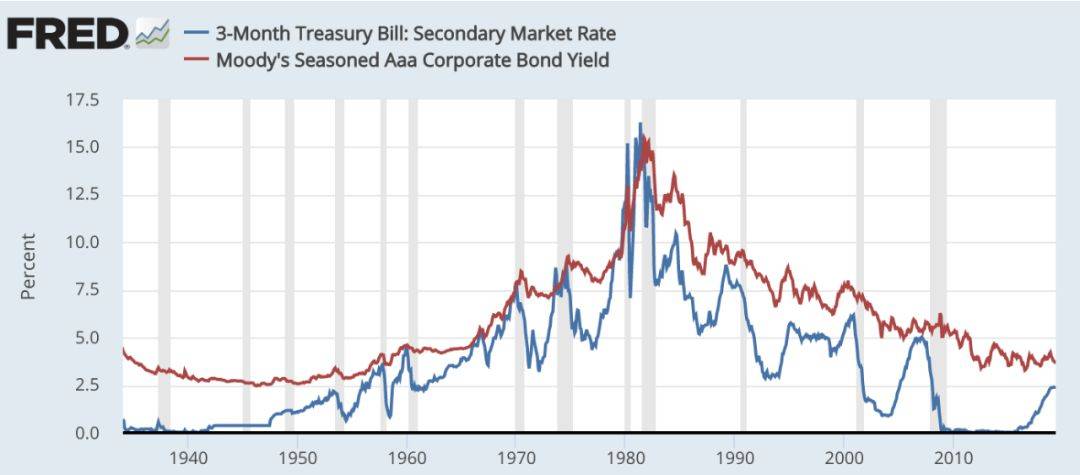 FRED
3-Month Treasury Bill: Secondary Market Rate
Moody's Seasoned Aaa Corporate Bond Yield
17.5
15.0
12.5
10.0
7.5
5.0
2.5
0.0
Percent
1940 1950 1960 1970 1980 1990 2000 2010